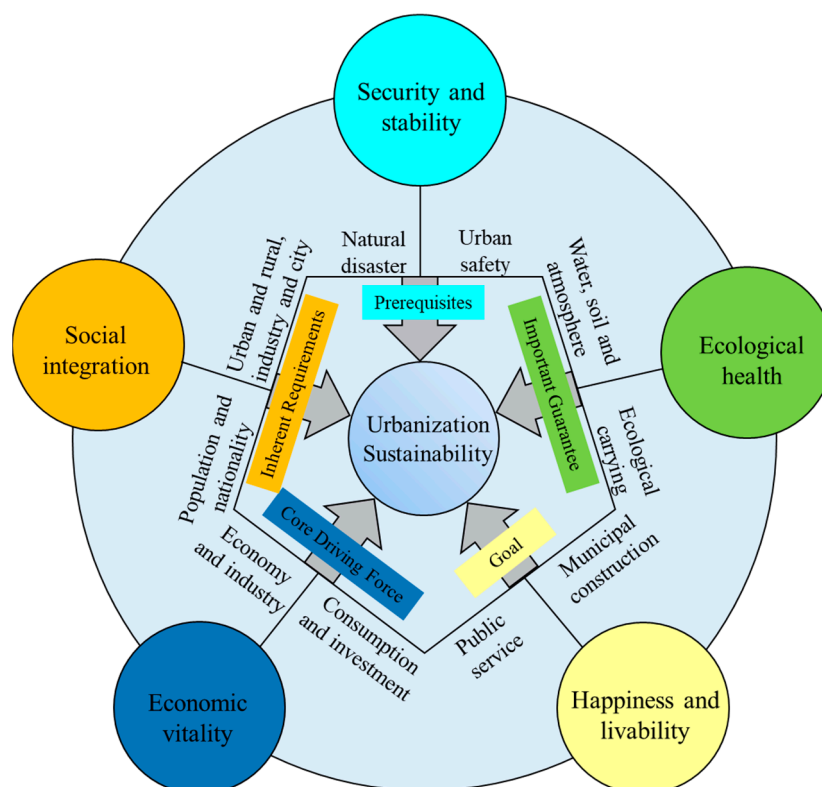 Security and
stability
Natural
disaster
Urban
safety
Urban and rural,
industry and city
Water, soil and
atmosphere
Prerequisites
Social
integration
Inherent Requirements
Important Guarantee
Ecological
health
Urbanization
Sustainability
Population and
nationality
Ecological
carrying
Core Driving Force
Goal
Economy
and industry
Municipal
construction
Consumption
and investment
Public
service
Economic
vitality
Happiness and
livability